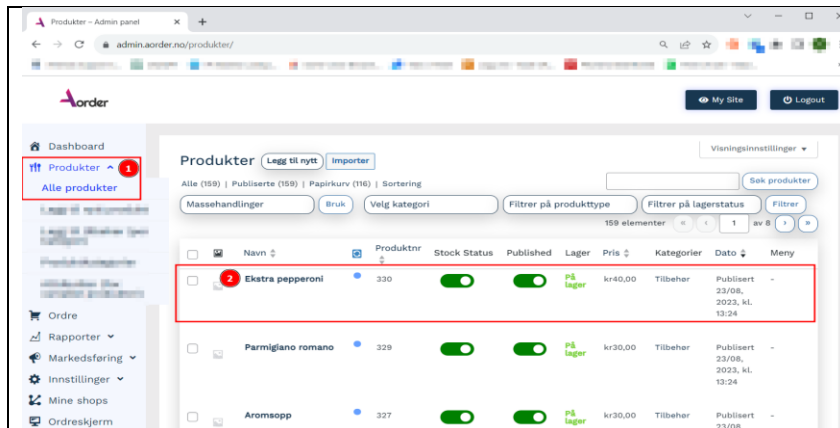 Produkter – Admin panel
admin.aorder.no/produkter/
Aorder
My Site
Logout
Dashboard
Produkter
1
Alle produkter
Ordre
Rapporter
Markedsføring
Innstillinger
Mine shops
Ordreskjerm
Visningsinnstillinger
Produkter Legg til nytt Importer
Alle (159) | Publiserte (159) | Papirkurv (116) | Sortering
Søk produkter
Massehandlinger Bruk Velg kategori Filtrer på produkttype Filtrer på lagerstatus Filtrer
159 elementer « ‹ 1 av 8 › »
Navn Produktnr Stock Status Published Lager Pris Kategorier Dato Meny
2 Ekstra pepperoni 330 På lager kr40,00 Tilbehør Publisert -
23/08,
2023, kl.
13:24
Parmigiano romano 329 På lager kr30,00 Tilbehør Publisert -
23/08,
2023, kl.
13:24
Aromsopp 327 På lager kr30,00 Tilbehør Publisert -
23/08,